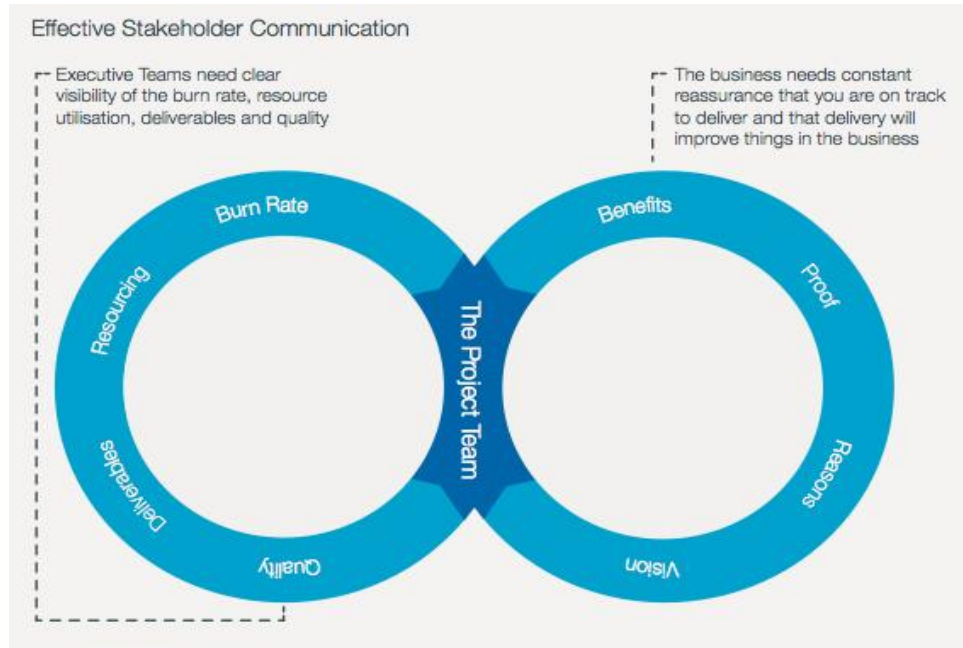 Effective Stakeholder Communication
Executive Teams need clear
visibility of the burn rate, resource
utilisation, deliverables and quality
The business needs constant
reassurance that you are on track
to deliver and that delivery will
improve things in the business
Burn Rate
Resourcing
Deliverables
Quality
The Project Team
Benefits
Proof
Reasons
Vision